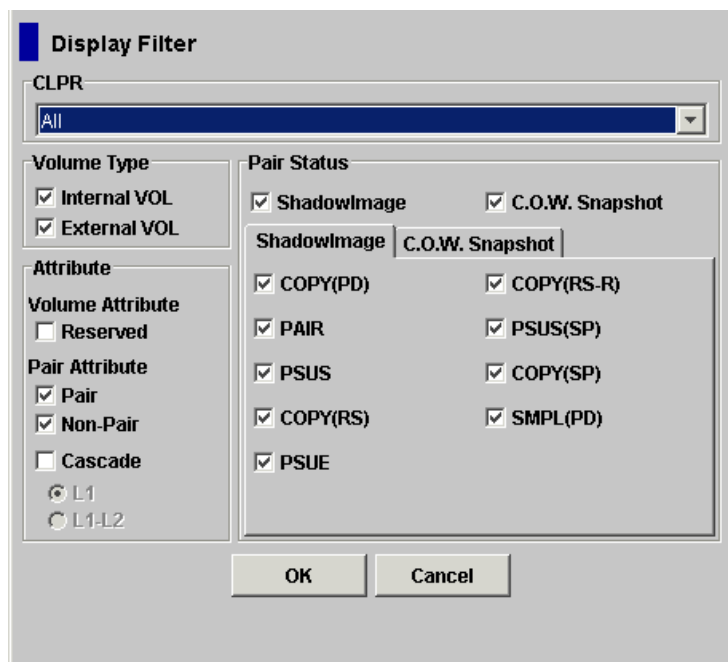 Display Filter
CLPR
All
Volume Type
Internal VOL
External VOL
Attribute
Volume Attribute
Reserved
Pair Attribute
Pair
Non-Pair
Cascade
L1
L1-L2
Pair Status
ShadowImage
C.O.W. Snapshot
ShadowImage
C.O.W. Snapshot
COPY(PD)
COPY(RS-R)
PAIR
PSUS(SP)
PSUS
COPY(SP)
COPY(RS)
SMPL(PD)
PSUE
OK
Cancel